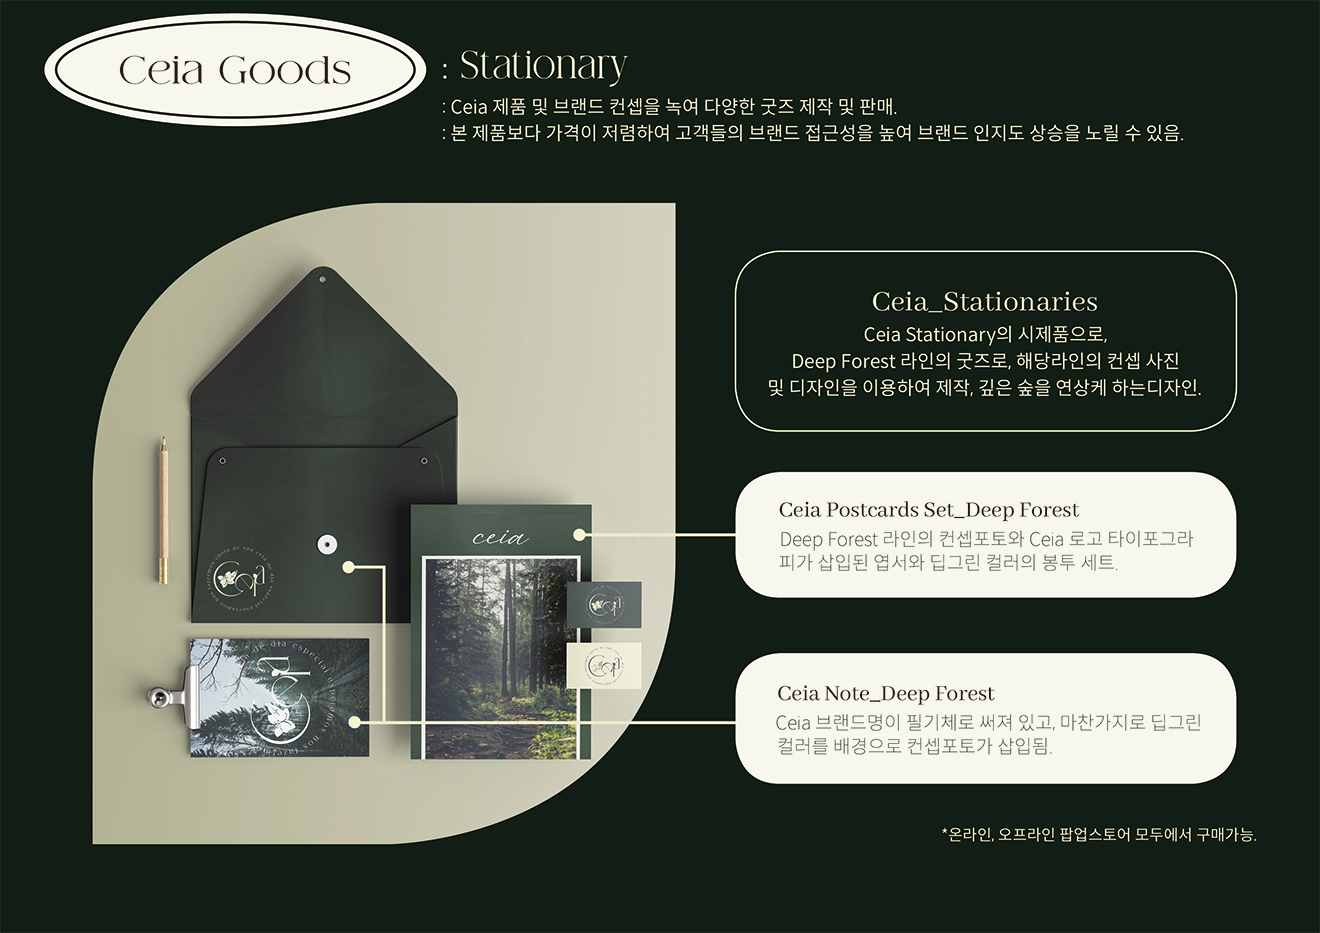 Ceia Goods
: Stationary
: Ceia 제품 및 브랜드 컨셉을 녹여 다양한 굿즈 제작 및 판매.
: 본 제품보다 가격이 저렴하여 고객들의 브랜드 접근성을 높여 브랜드 인지도 상승을 노릴 수 있음.
Ceia_Stationaries
Ceia Stationary의 시제품으로,
Deep Forest 라인의 굿즈로, 해당라인의 컨셉 사진
및 디자인을 이용하여 제작, 깊은 숲을 연상케 하는디자인.
ceia
Ceia Postcards Set_Deep Forest
Deep Forest 라인의 컨셉포토와 Ceia 로고 타이포그라
피가 삽입된 엽서와 딥그린 컬러의 봉투 세트.
Ceia
Ceia
Ceia
Ceia Note_Deep Forest
Ceia 브랜드명이 필기체로 써져 있고, 마찬가지로 딥그린
컬러를 배경으로 컨셉포토가 삽입됨.
*온라인, 오프라인 팝업스토어 모두에서 구매가능.